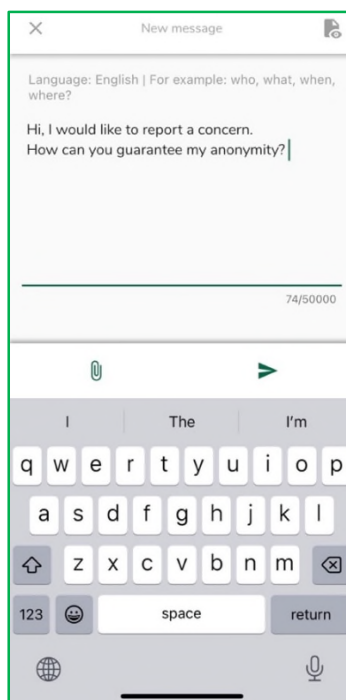 New message
Language: English | For example: who, what, when,
where?
Hi, I would like to report a concern.
How can you guarantee my anonymity?
74/50000
I The I'm
q w e r t y u i o p
a s d f g h j k l
z x c v b n m
123 space return